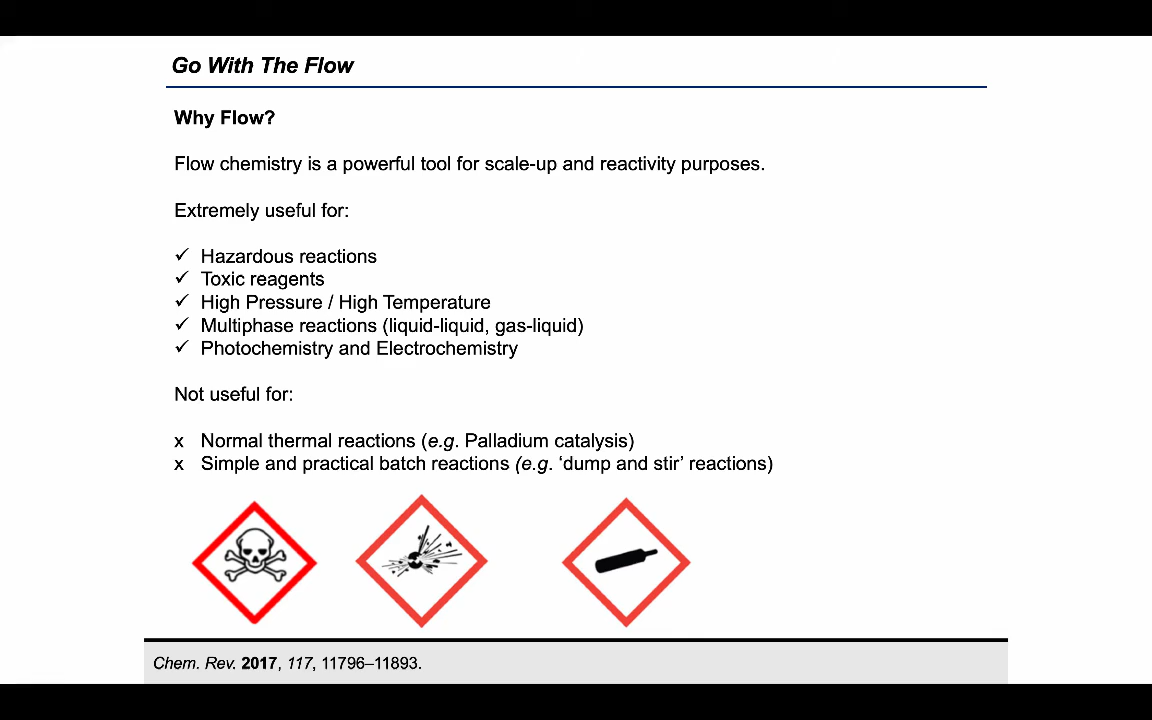 Go With The Flow
Why Flow?
Flow chemistry is a powerful tool for scale-up and reactivity purposes.
Extremely useful for:
✓ Hazardous reactions
✓ Toxic reagents
✓ High Pressure / High Temperature
✓ Multiphase reactions (liquid-liquid, gas-liquid)
✓ Photochemistry and Electrochemistry
Not useful for:
x Normal thermal reactions (e.g. Palladium catalysis)
x Simple and practical batch reactions (e.g. ‘dump and stir’ reactions)
Chem. Rev. 2017, 117, 11796–11893.